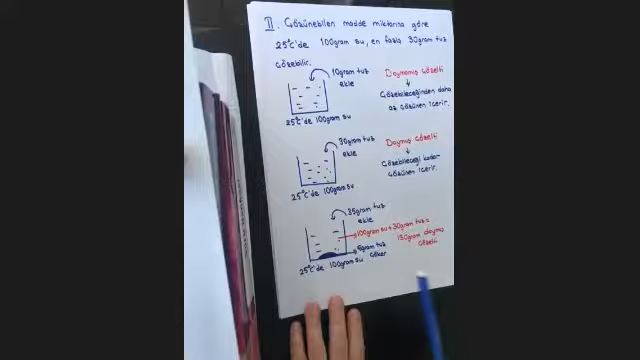 II. Çözünebilen madde miktarına göre
25°C'de 100gram su, en fazla 30gram tuz
çözebilir.
10gram tuz
ekle
25°C'de 100gram su
Doymamış çözelti
Çözebileceğinden daha
az çözünen içerir.
30gram tuz
ekle
25°C'de 100gram su
Doymuş çözelti
Çözebileceği kadar
çözünen içerir.
35gram tuz
ekle
100gram su + 30gram tuz =
130gram doymuş
çözelti
5gram tuz
çöker
25°C'de 100gram su